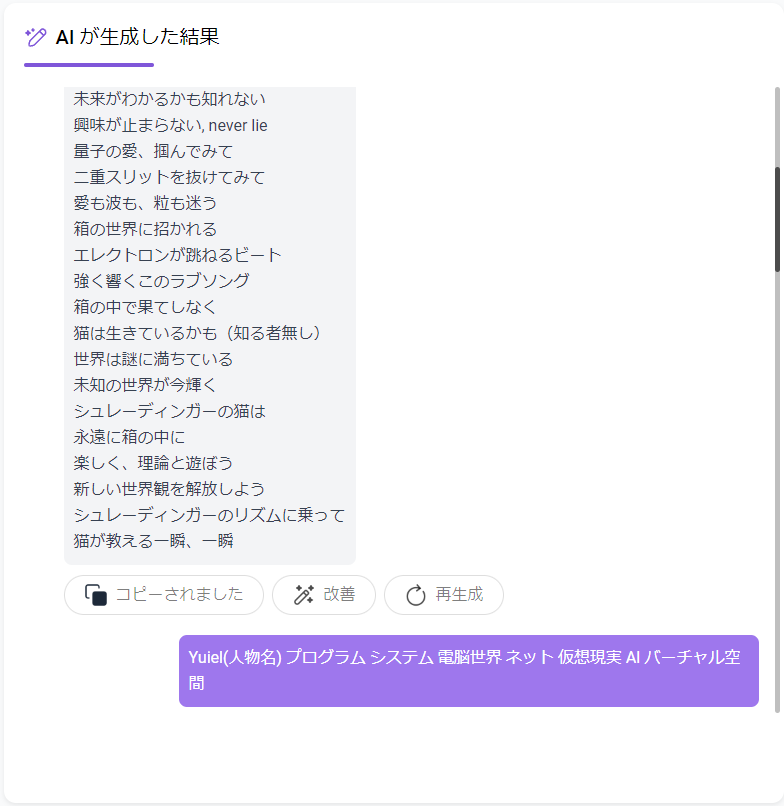 AI が生成した結果
未来がわかるかも知れない
興味が止まらない, never lie
量子の愛、掴んでみて
二重スリットを抜けてみて
愛も波も、粒も迷う
箱の世界に招かれる
エレクトロンが跳ねるビート
強く響くこのラブソング
箱の中で果てしなく
猫は生きているかも（知る者無し）
世界は謎に満ちている
未知の世界が今輝く
シュレーディンガーの猫は
永遠に箱の中に
楽しく、理論と遊ぼう
新しい世界観を解放しよう
シュレーディンガーのリズムに乗って
猫が教える一瞬、一瞬
コピーされました 改善 再生成
Yuiel(人物名) プログラム システム 電脳世界 ネット 仮想現実 AI バーチャル空
間